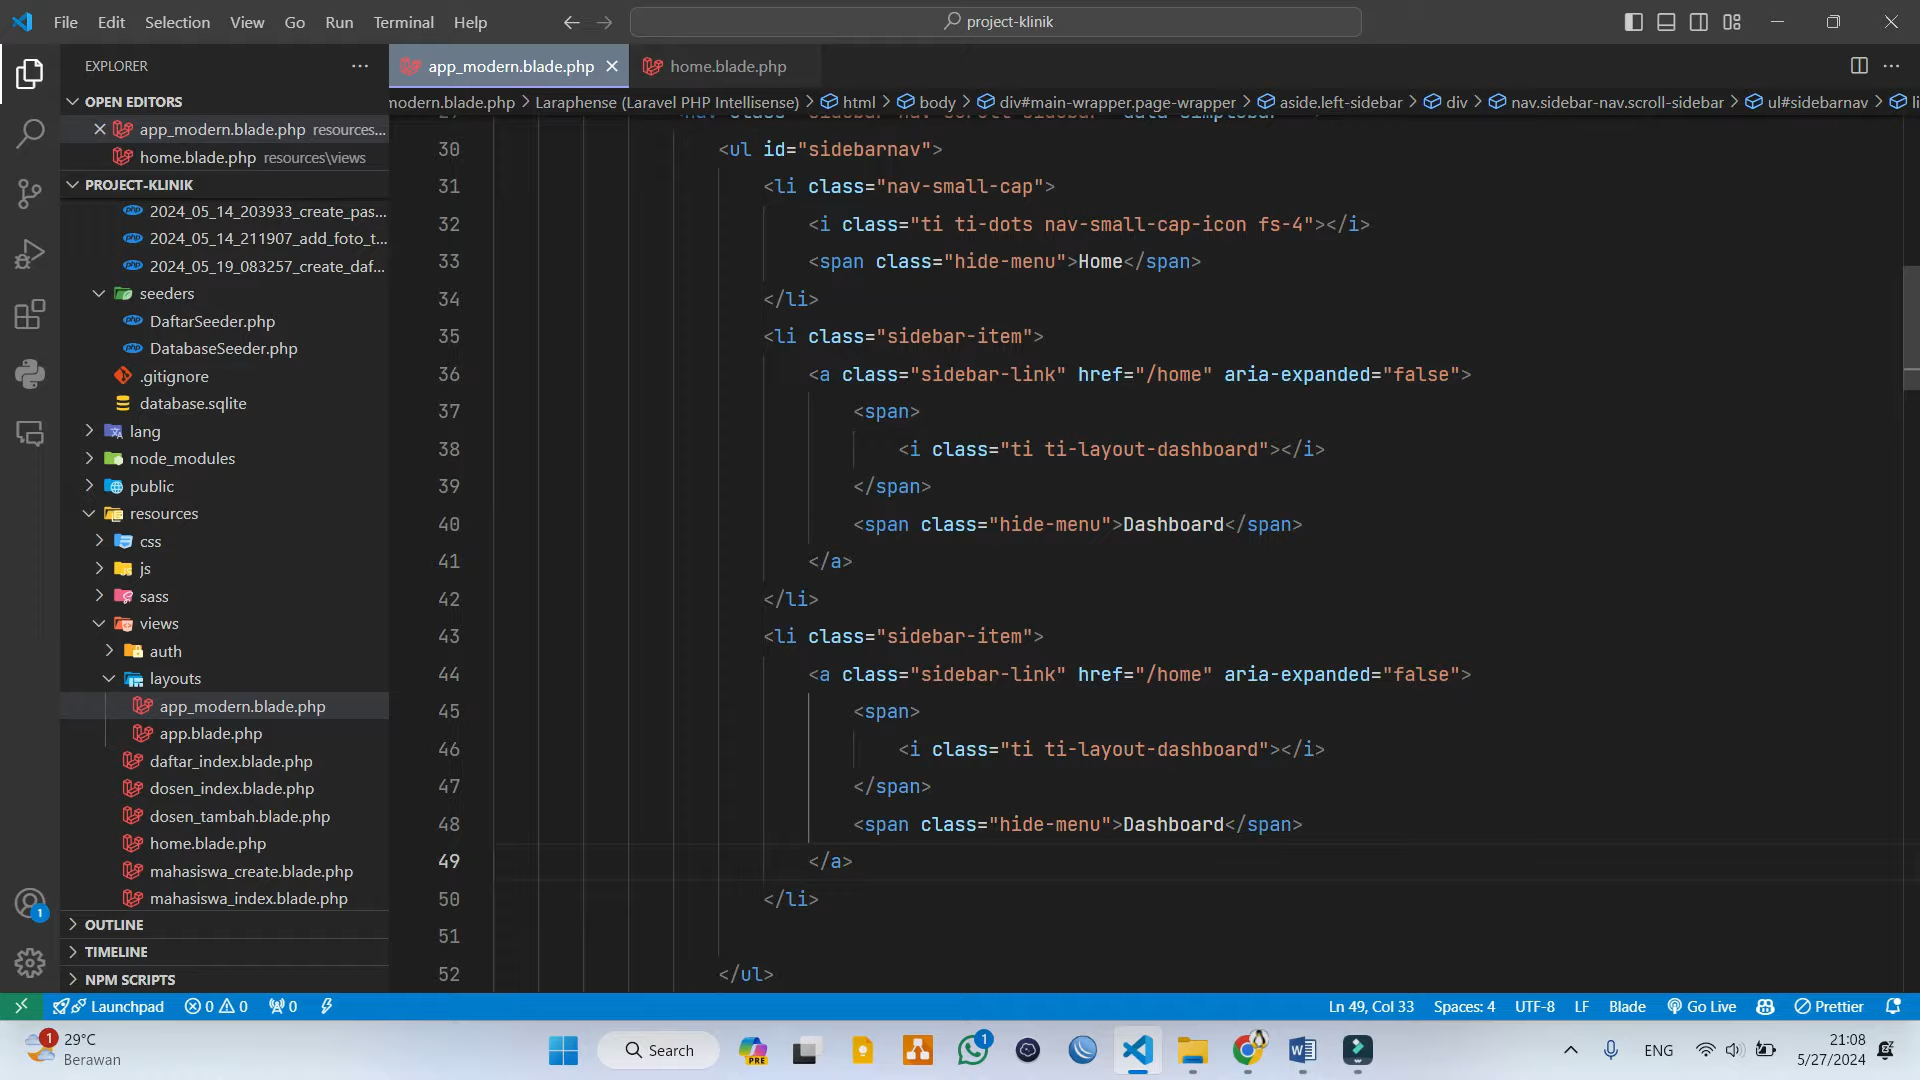 File Edit Selection View Go Run Terminal Help
project-klinik
EXPLORER
app_modern.blade.php
home.blade.php
OPEN EDITORS
modern.blade.php > Laraphense (Laravel PHP Intellisense) > html > body > div#main-wrapper.page-wrapper > aside.left-sidebar > div > nav.sidebar-nav.scroll-sidebar > ul#sidebarnav > li
app_modern.blade.php resources...
home.blade.php resources\views
PROJECT-KLINIK
2024_05_14_203933_create_pas...
2024_05_14_211907_add_foto_t...
2024_05_19_083257_create_daf...
seeders
DaftarSeeder.php
DatabaseSeeder.php
.gitignore
database.sqlite
lang
node_modules
public
resources
css
js
sass
views
auth
layouts
app_modern.blade.php
app.blade.php
daftar_index.blade.php
dosen_index.blade.php
dosen_tambah.blade.php
home.blade.php
mahasiswa_create.blade.php
mahasiswa_index.blade.php
OUTLINE
TIMELINE
NPM SCRIPTS
30 <ul id="sidebarnav">
31 <li class="nav-small-cap">
32 <i class="ti ti-dots nav-small-cap-icon fs-4"></i>
33 <span class="hide-menu">Home</span>
34 </li>
35 <li class="sidebar-item">
36 <a class="sidebar-link" href="/home" aria-expanded="false">
37 <span>
38 <i class="ti ti-layout-dashboard"></i>
39 </span>
40 <span class="hide-menu">Dashboard</span>
41 </a>
42 </li>
43 <li class="sidebar-item">
44 <a class="sidebar-link" href="/home" aria-expanded="false">
45 <span>
46 <i class="ti ti-layout-dashboard"></i>
47 </span>
48 <span class="hide-menu">Dashboard</span>
49 </a>
50 </li>
51
52 </ul>
Launchpad 0 0 0
Ln 49, Col 33 Spaces: 4 UTF-8 LF Blade Go Live Prettier
1
29°C
Berawan
Search
PRE
1
ENG
21:08
5/27/2024
1